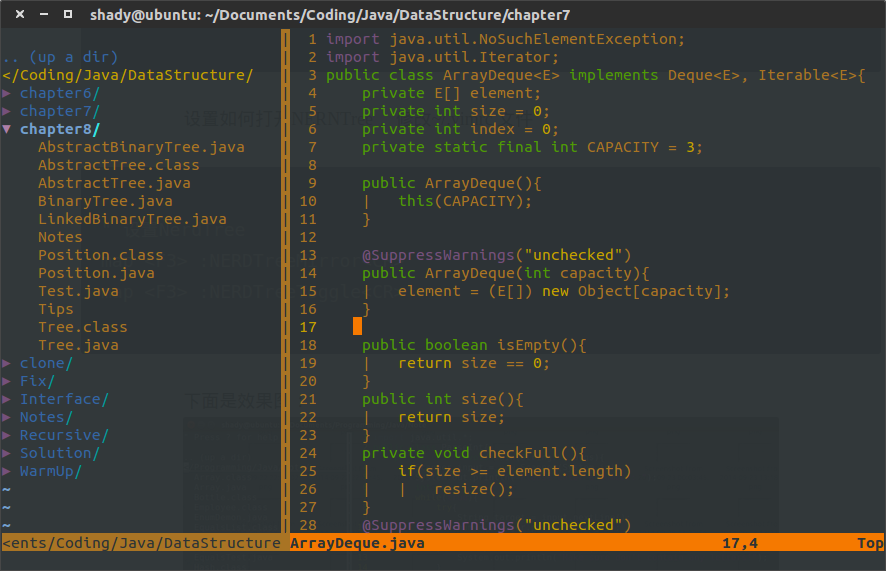 shady@ubuntu: ~/Documents/Coding/Java/DataStructure/chapter7
.. (up a dir)
</Coding/Java/DataStructure/
▶ chapter6/
▶ chapter7/
▼ chapter8/
AbstractBinaryTree.java
AbstractTree.class
AbstractTree.java
BinaryTree.java
LinkedBinaryTree.java
Notes
Position.class
Position.java
Test.java
Tips
Tree.class
Tree.java
▶ clone/
▶ Fix/
▶ Interface/
▶ Notes/
▶ Recursive/
▶ Solution/
▶ WarmUp/
~
~
~
<ents/Coding/Java/DataStructure
1 import java.util.NoSuchElementException;
2 import java.util.Iterator;
3 public class ArrayDeque<E> implements Deque<E>, Iterable<E>{
4     private E[] element;
5     private int size = 0;
6     private int index = 0;
7     private static final int CAPACITY = 3;
8
9     public ArrayDeque(){
10     |   this(CAPACITY);
11     }
12
13     @SuppressWarnings("unchecked")
14     public ArrayDeque(int capacity){
15     |   element = (E[]) new Object[capacity];
16     }
17
18     public boolean isEmpty(){
19     |   return size == 0;
20     }
21     public int size(){
22     |   return size;
23     }
24     private void checkFull(){
25     |   if(size >= element.length)
26     |   |   resize();
27     }
28     @SuppressWarnings("unchecked")
ArrayDeque.java 17,4 Top
下面是效果图